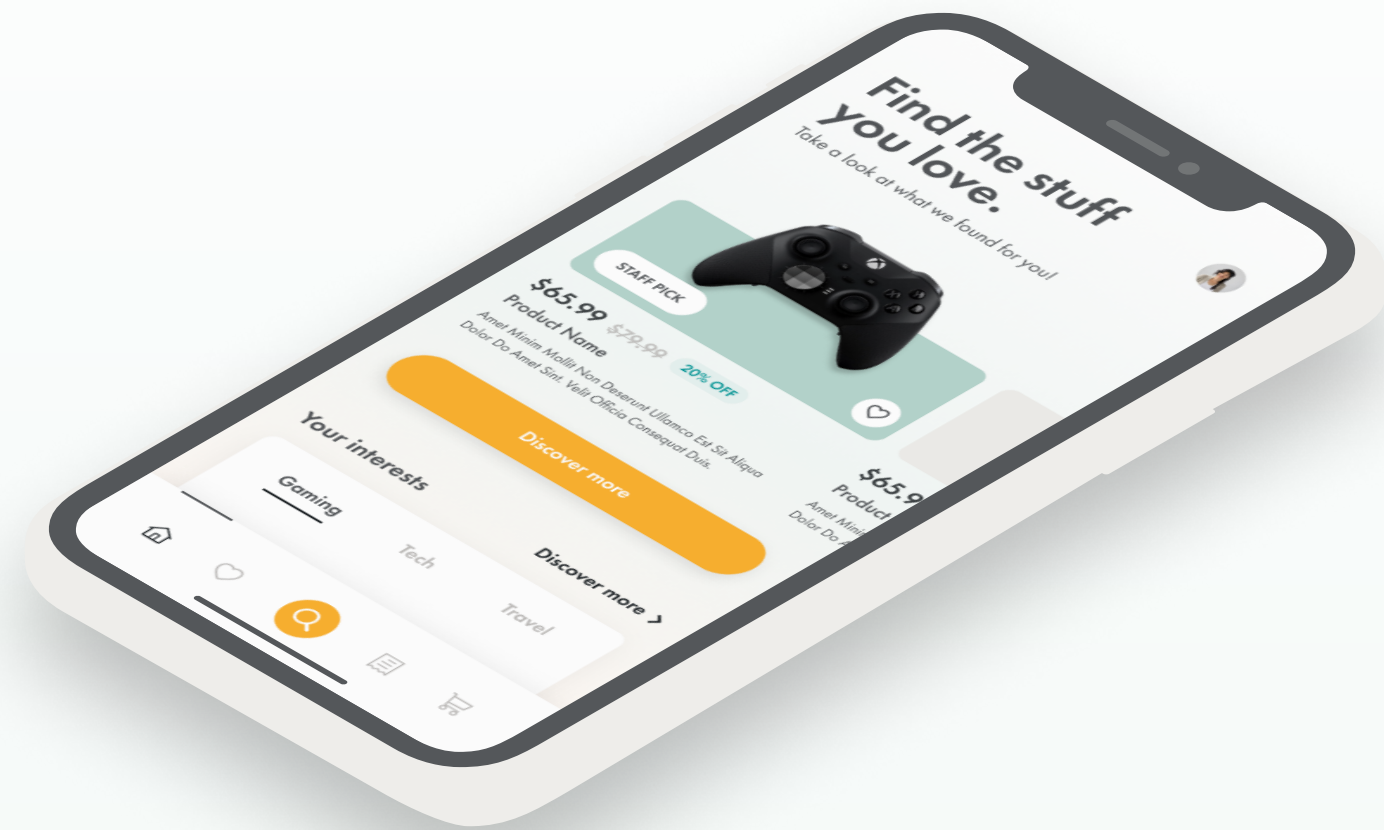 Find the stuff
you love.
Take a look at what we found for you!
STAFF PICK
$65.99 $79.99 20% OFF
Product Name
Amet Minim Mollit Non Deserunt Ullamco Est Sit Aliqua
Dolor Do Amet Sint. Velit Officia Consequat Duis.
$65.9
Product
Amet Mini
Dolor Do A
Discover more
Your interests
Discover more
Gaming
Tech
Travel